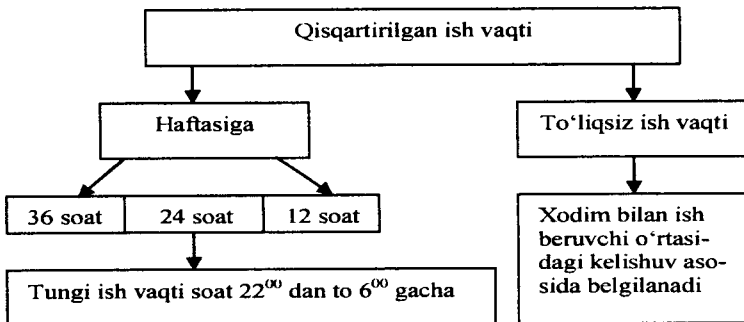 Qisqartirilgan ish vaqti
Haftasiga
To‘liqsiz ish vaqti
36 soat
24 soat
12 soat
Xodim bilan ish
beruvchi o‘rtasi-
dagi kelishuv aso-
sida belgilanadi
Tungi ish vaqti soat 22⁰⁰ dan to 6⁰⁰ gacha